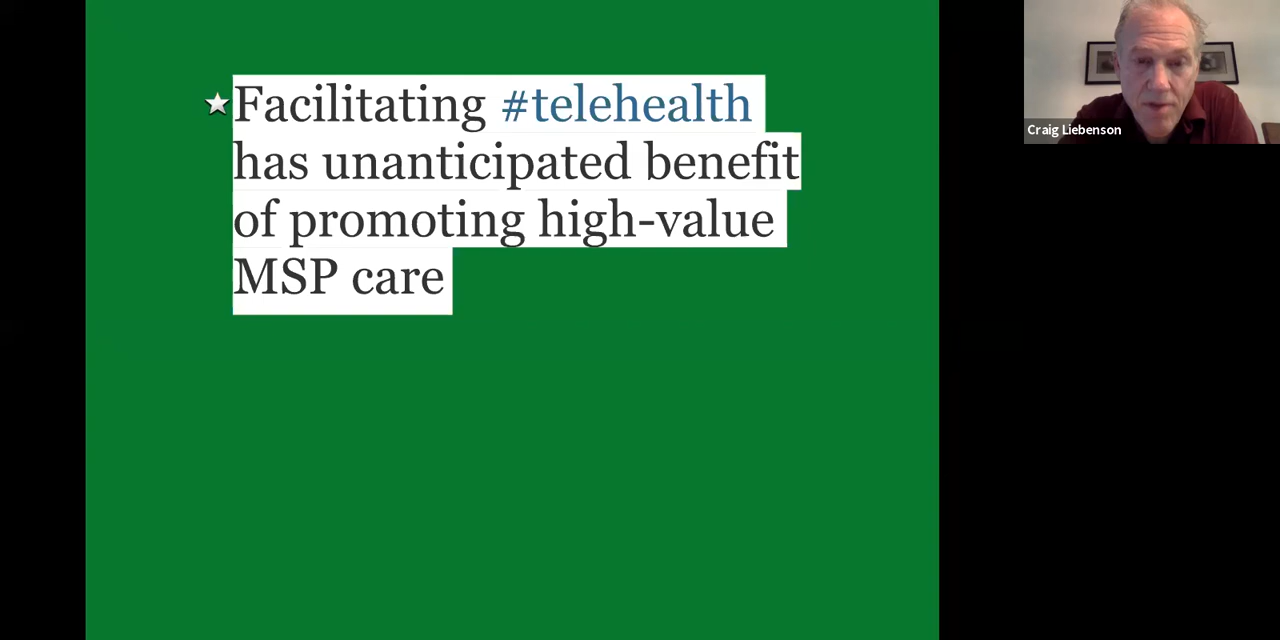 Facilitating #telehealth
has unanticipated benefit
of promoting high-value
MSP care
Craig Liebenson